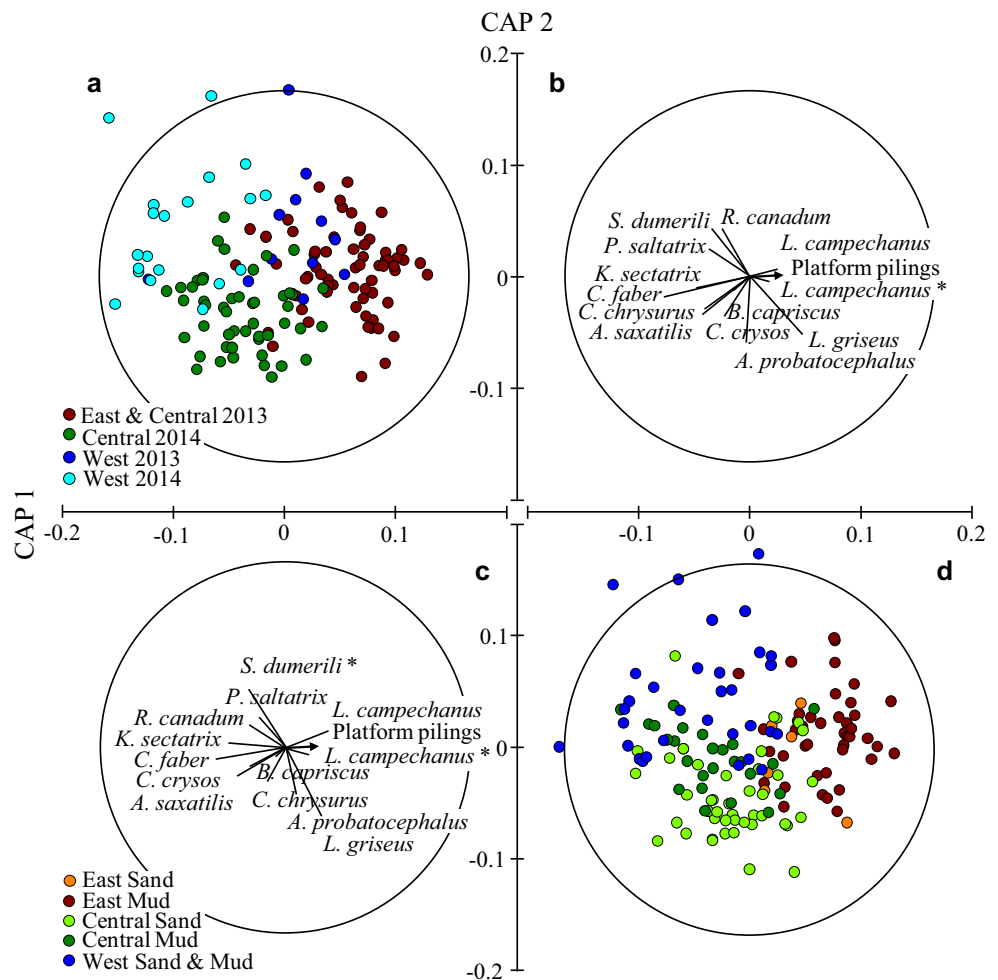 CAP 2
0.2
a
b
0.1
S. dumerili
R. canadum
P. saltatrix
L. campechanus
K. sectatrix
Platform pilings
0
C. faber
L. campechanus *
C. chrysurus
B. capriscus
A. saxatilis
C. crysos
L. griseus
A. probatocephalus
-0.1
East & Central 2013
Central 2014
West 2013
West 2014
CAP 1
-0.2
-0.1
0
0.1
-0.1
0
0.1
0.2
c
d
S. dumerili *
P. saltatrix
R. canadum
L. campechanus
K. sectatrix
Platform pilings
C. faber
L. campechanus *
C. crysos
B. capriscus
A. saxatilis
C. chrysurus
A. probatocephalus
L. griseus
0.1
0
-0.1
-0.2
East Sand
East Mud
Central Sand
Central Mud
West Sand & Mud